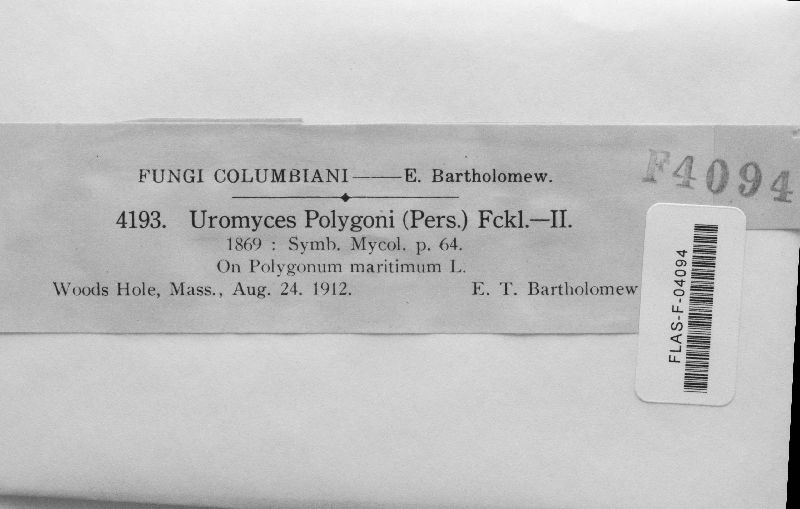 FUNGI COLUMBIANI——E. Bartholomew.
F4094
4193. Uromyces Polygoni (Pers.) Fckl.—II.
1869 : Symb. Mycol. p. 64.
On Polygonum maritimum L.
Woods Hole, Mass., Aug. 24. 1912. E. T. Bartholomew
FLAS-F-04094